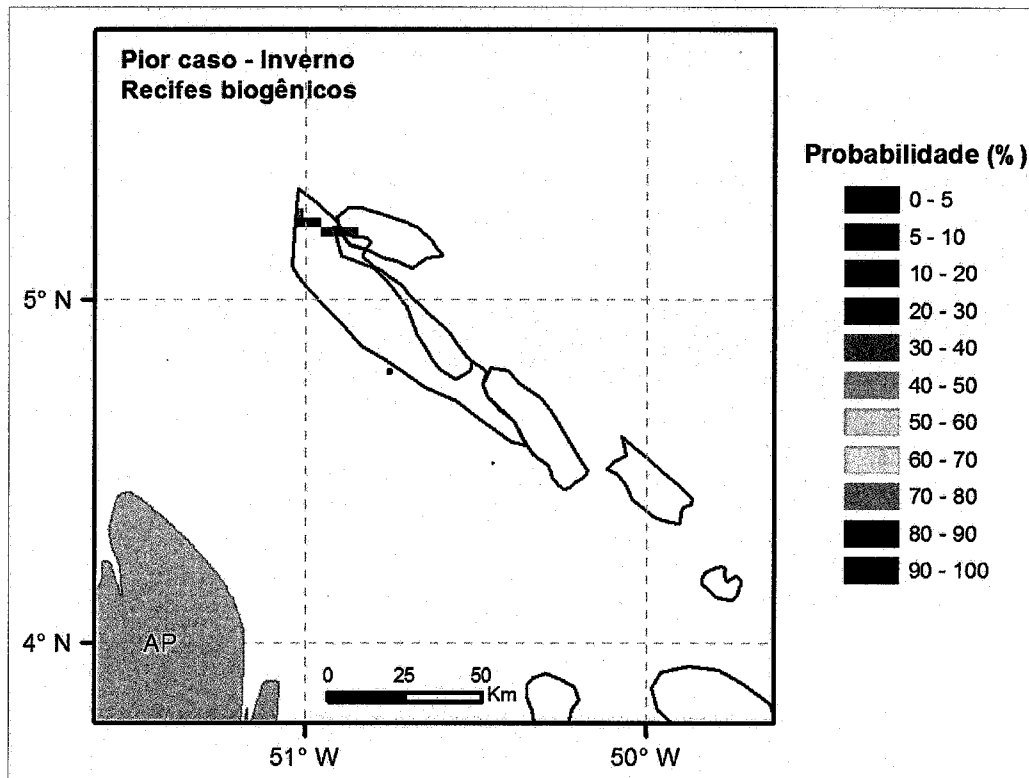 Pior caso - Inverno
Recifes biogênicos
5° N
4° N
AP
0 25 50
Km
51° W 50° W
Probabilidade (%)
0 - 5
5 - 10
10 - 20
20 - 30
30 - 40
40 - 50
50 - 60
60 - 70
70 - 80
80 - 90
90 - 100